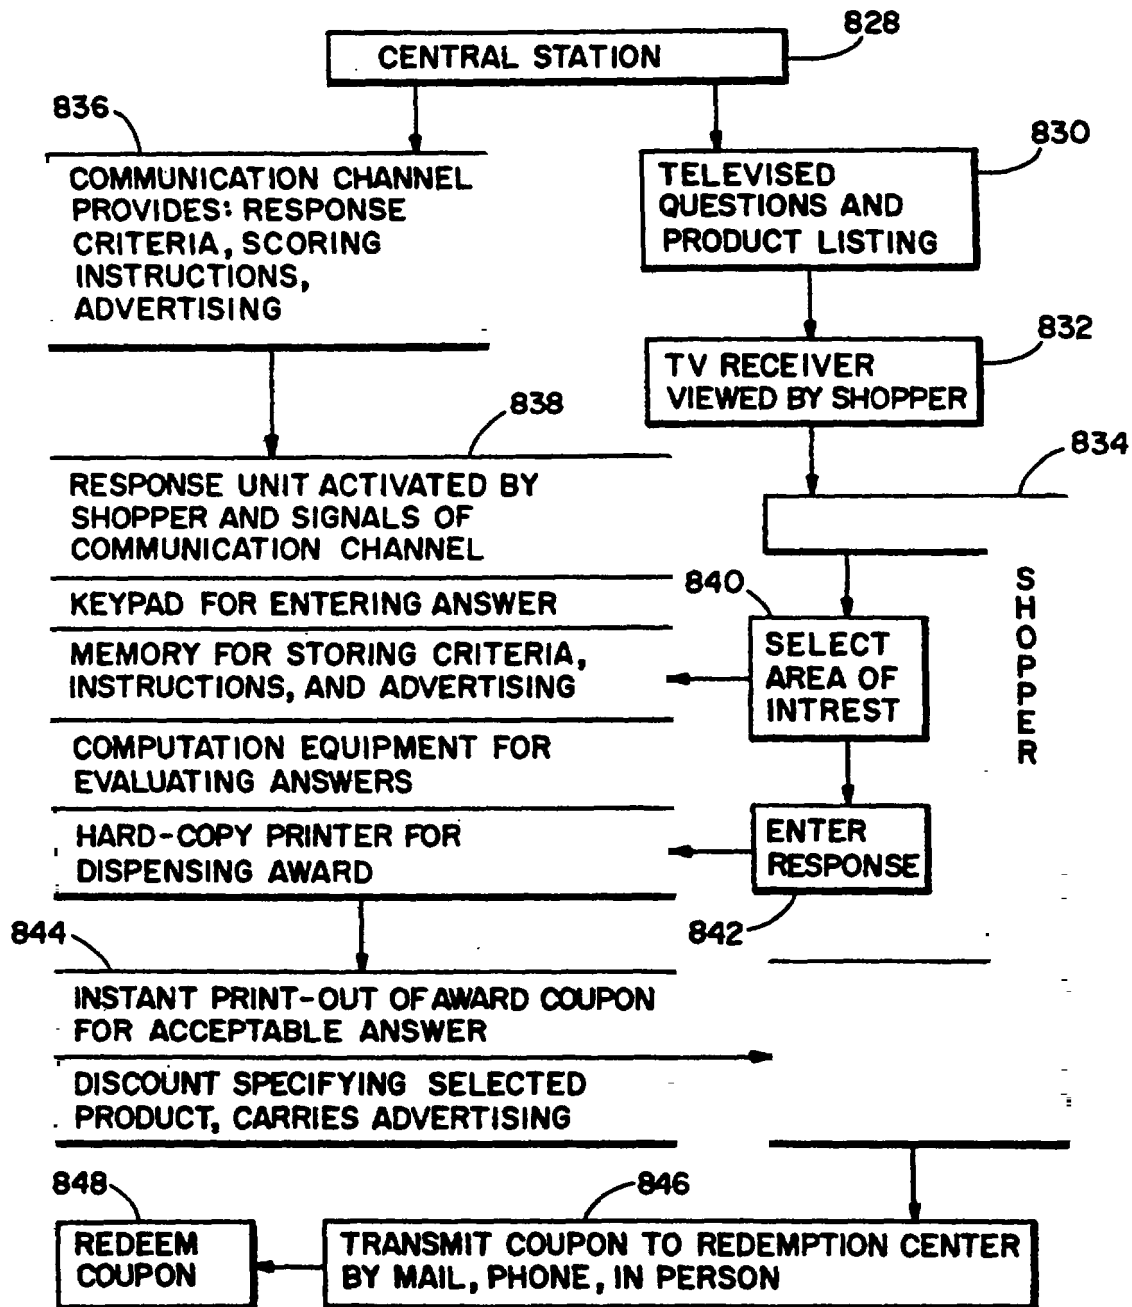 828
CENTRAL STATION
836
COMMUNICATION CHANNEL
PROVIDES: RESPONSE
CRITERIA, SCORING
INSTRUCTIONS,
ADVERTISING
830
TELEVISED
QUESTIONS AND
PRODUCT LISTING
832
TV RECEIVER
VIEWED BY SHOPPER
834
838
RESPONSE UNIT ACTIVATED BY
SHOPPER AND SIGNALS OF
COMMUNICATION CHANNEL
KEYPAD FOR ENTERING ANSWER
MEMORY FOR STORING CRITERIA,
INSTRUCTIONS, AND ADVERTISING
COMPUTATION EQUIPMENT FOR
EVALUATING ANSWERS
HARD-COPY PRINTER FOR
DISPENSING AWARD
840
SELECT
AREA OF
INTREST
SHOPPER
ENTER
RESPONSE
842
844
INSTANT PRINT-OUT OF AWARD COUPON
FOR ACCEPTABLE ANSWER
DISCOUNT SPECIFYING SELECTED
PRODUCT, CARRIES ADVERTISING
846
TRANSMIT COUPON TO REDEMPTION CENTER
BY MAIL, PHONE, IN PERSON
848
REDEEM
COUPON